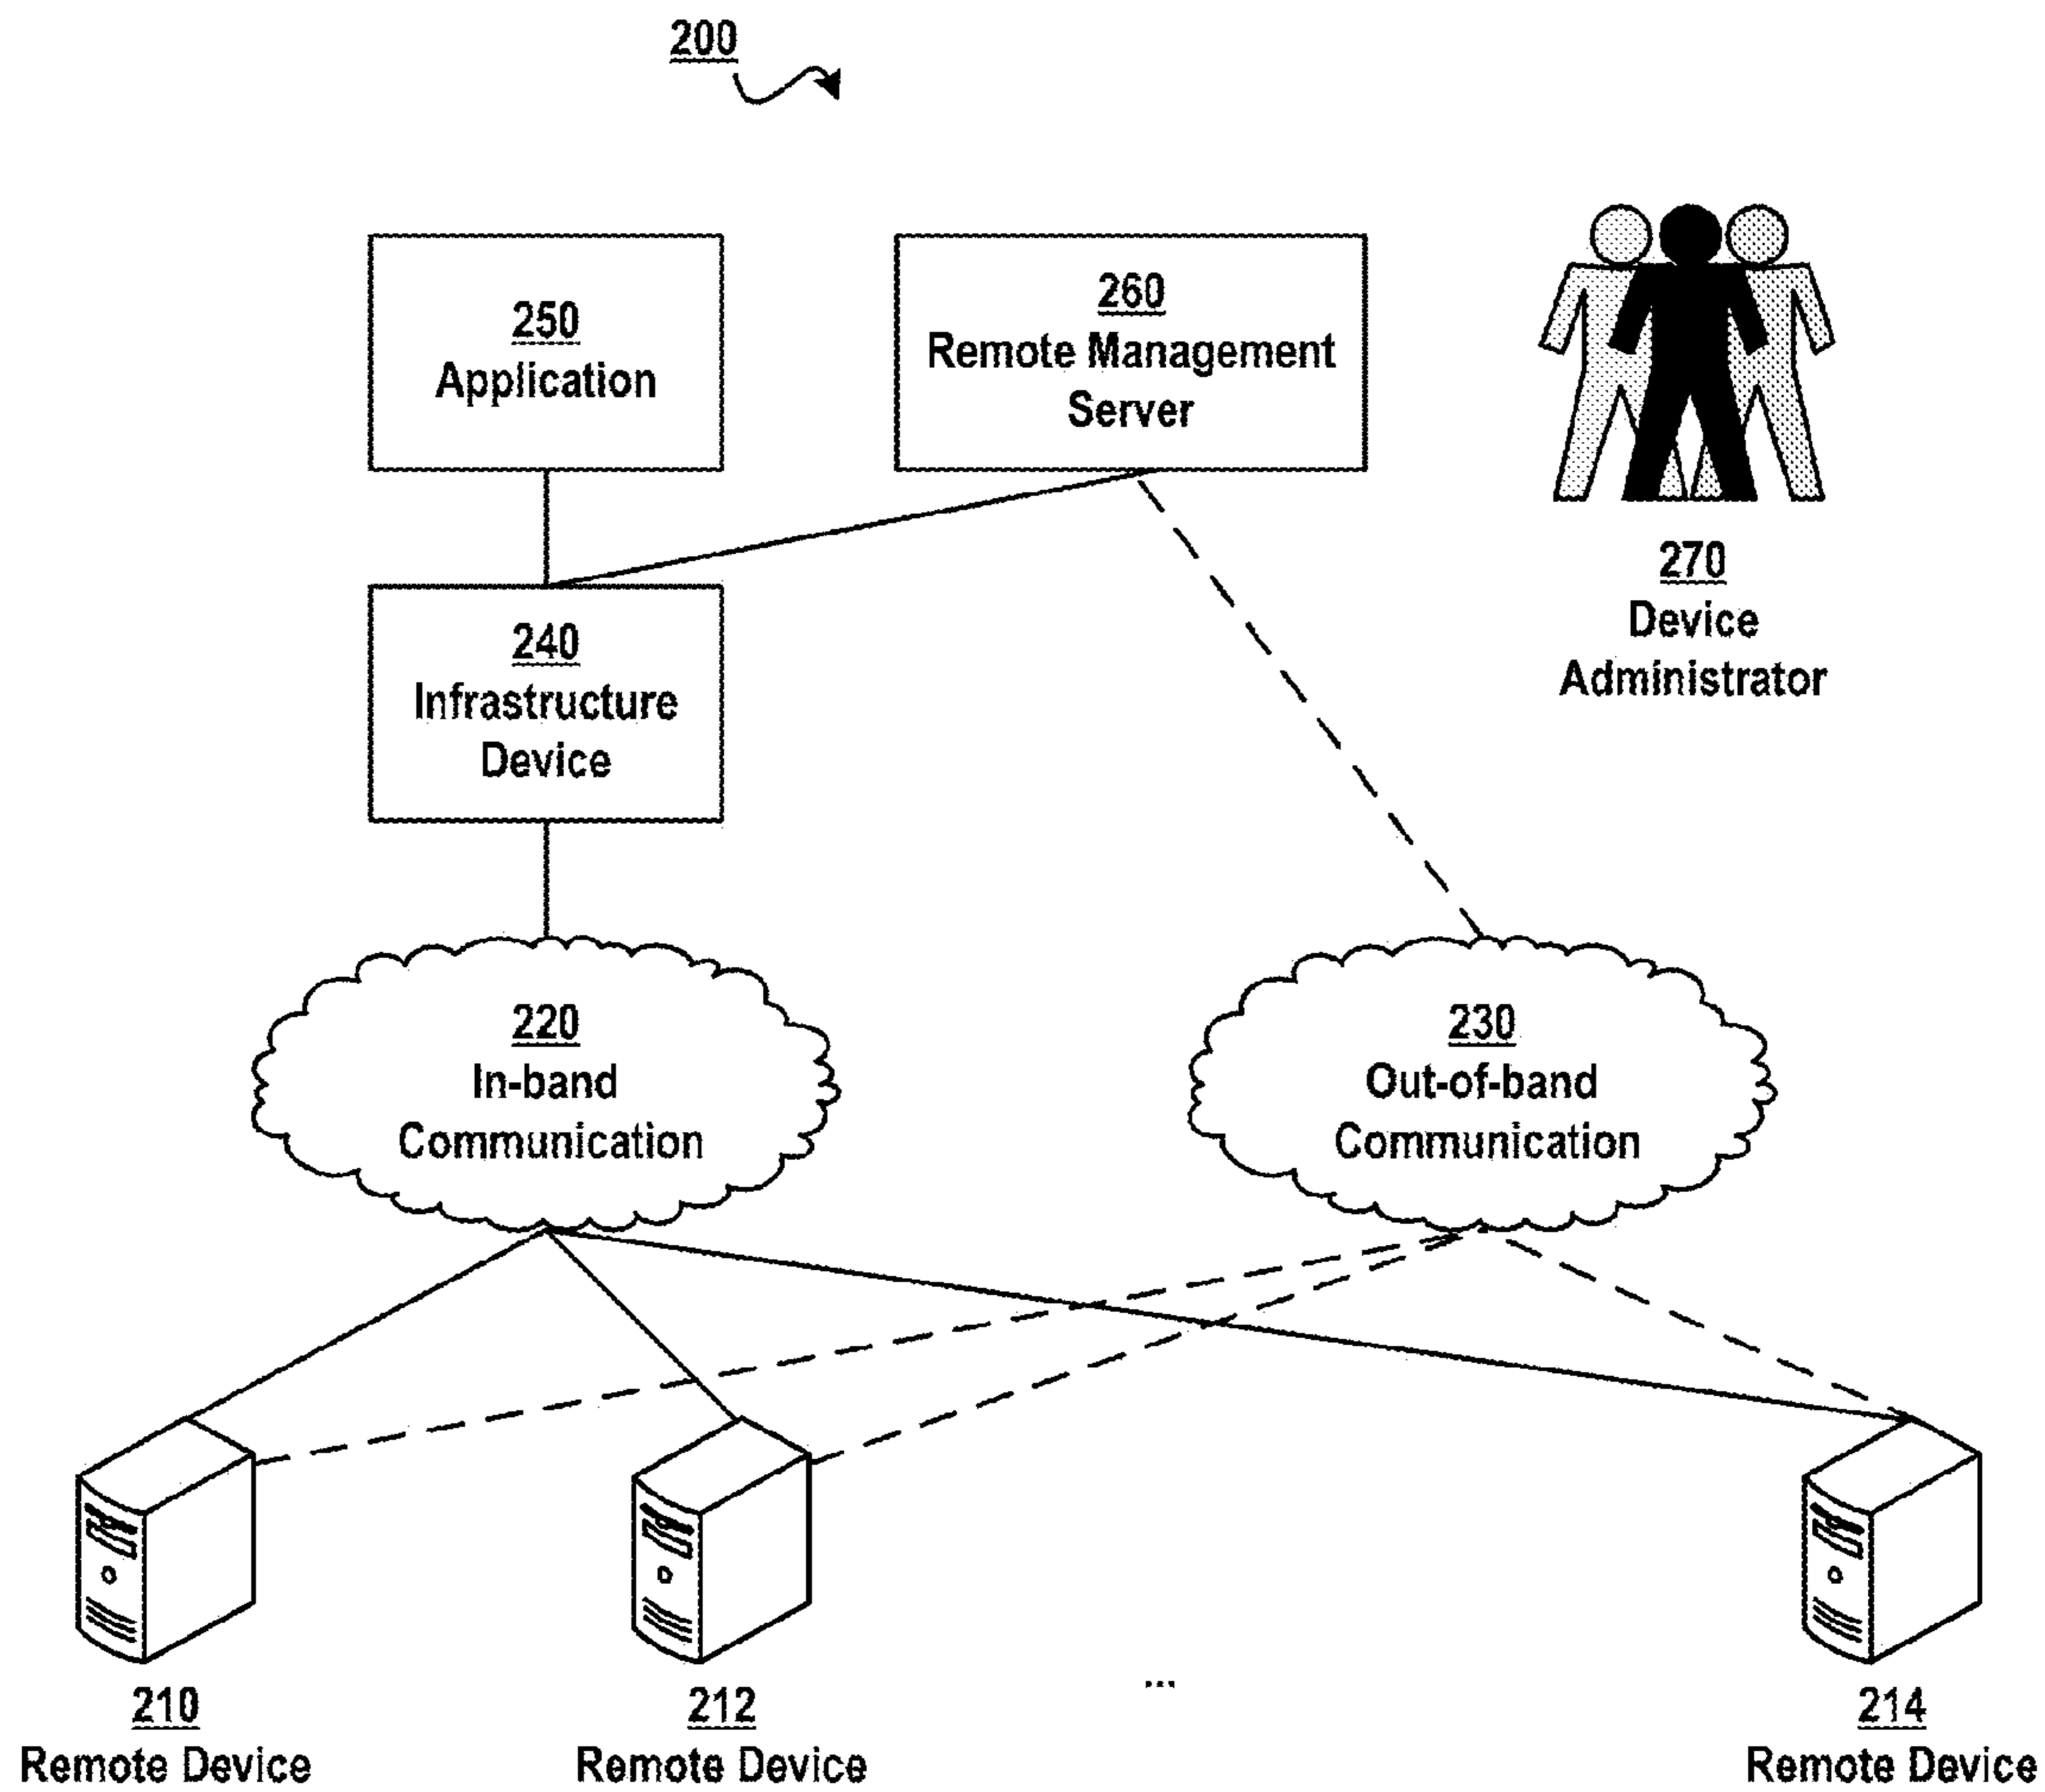 200
250
Application
260
Remote Management
Server
270
Device
Administrator
240
Infrastructure
Device
220
In-band
Communication
230
Out-of-band
Communication
...
210
Remote Device
212
Remote Device
214
Remote Device